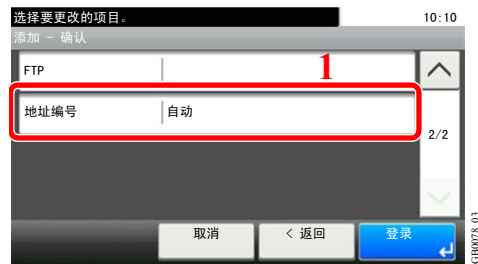 选择要更改的项目。 10:10
添加 - 确认
FTP 1
地址编号 自动
2/2
取消 < 返回 登录
GB0078_03